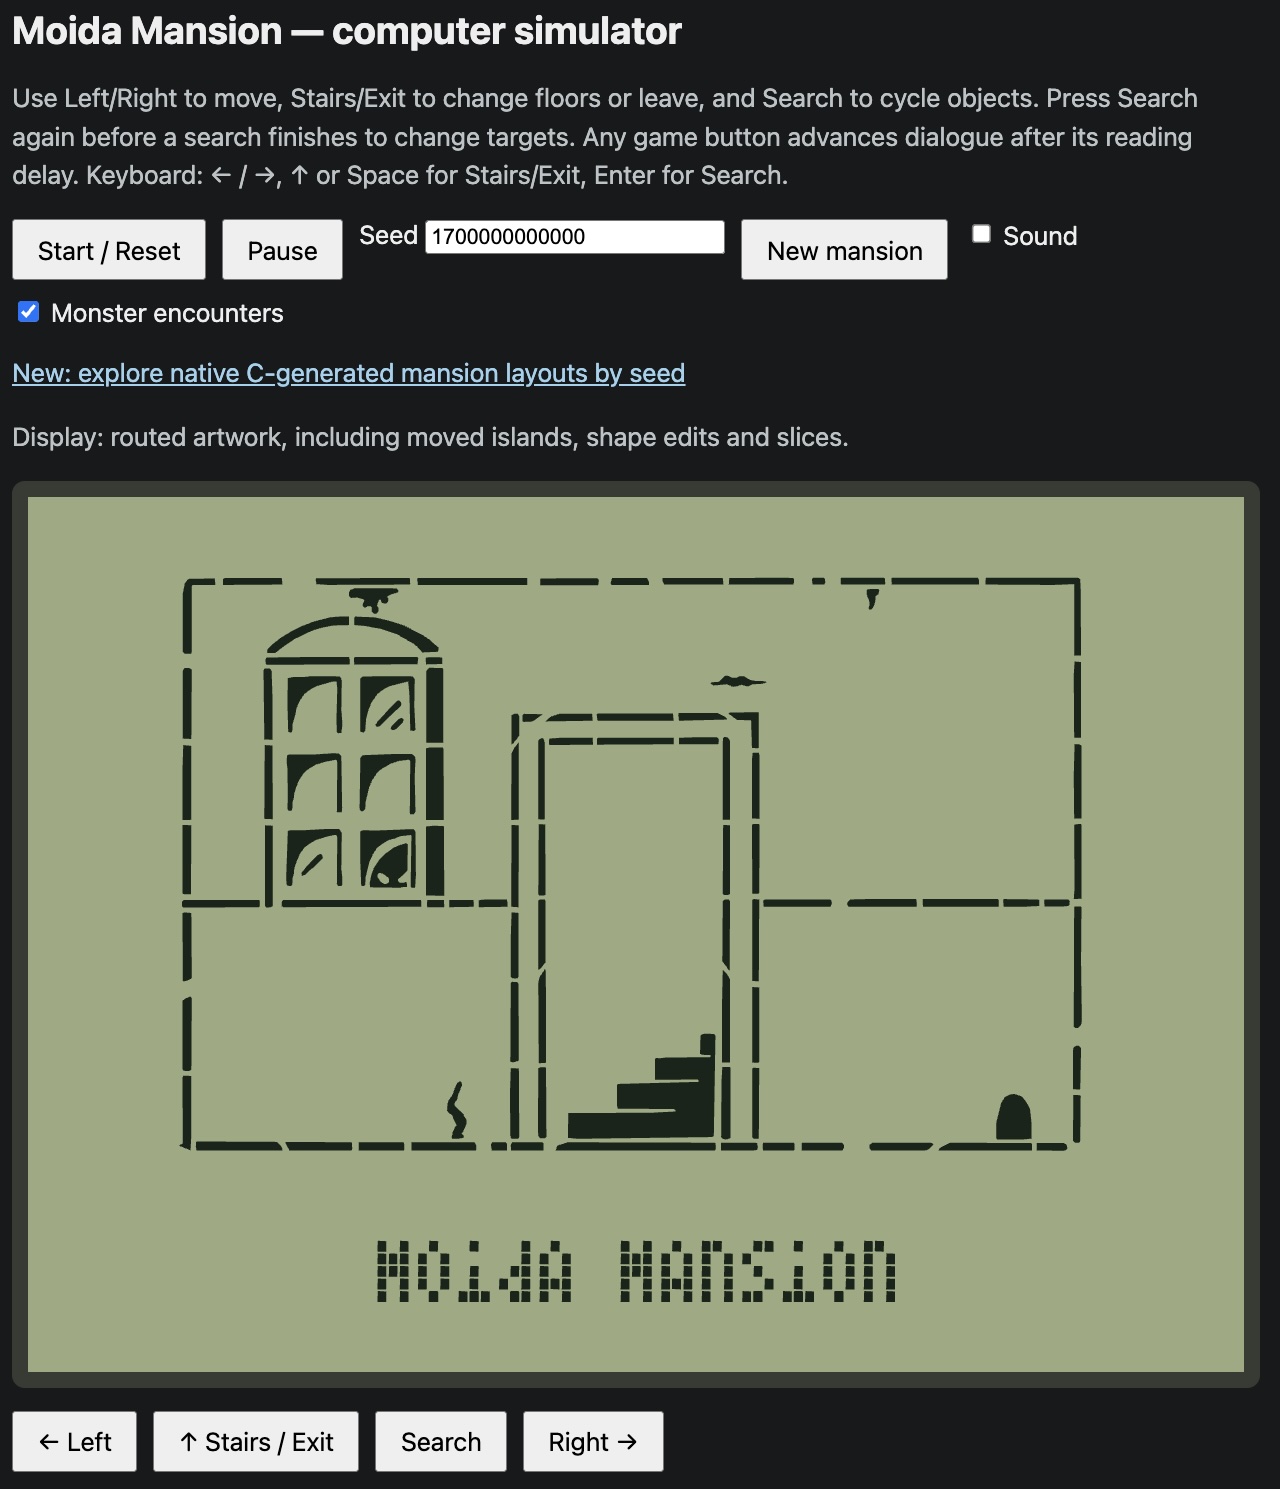 Moida Mansion — computer simulator
Use Left/Right to move, Stairs/Exit to change floors or leave, and Search to cycle objects. Press Search
again before a search finishes to change targets. Any game button advances dialogue after its reading
delay. Keyboard: ← / →, ↑ or Space for Stairs/Exit, Enter for Search.
Start / Reset Pause Seed 1700000000000 New mansion Sound
Monster encounters
New: explore native C-generated mansion layouts by seed
Display: routed artwork, including moved islands, shape edits and slices.
MoidA MAnSion
← Left ↑ Stairs / Exit Search Right →